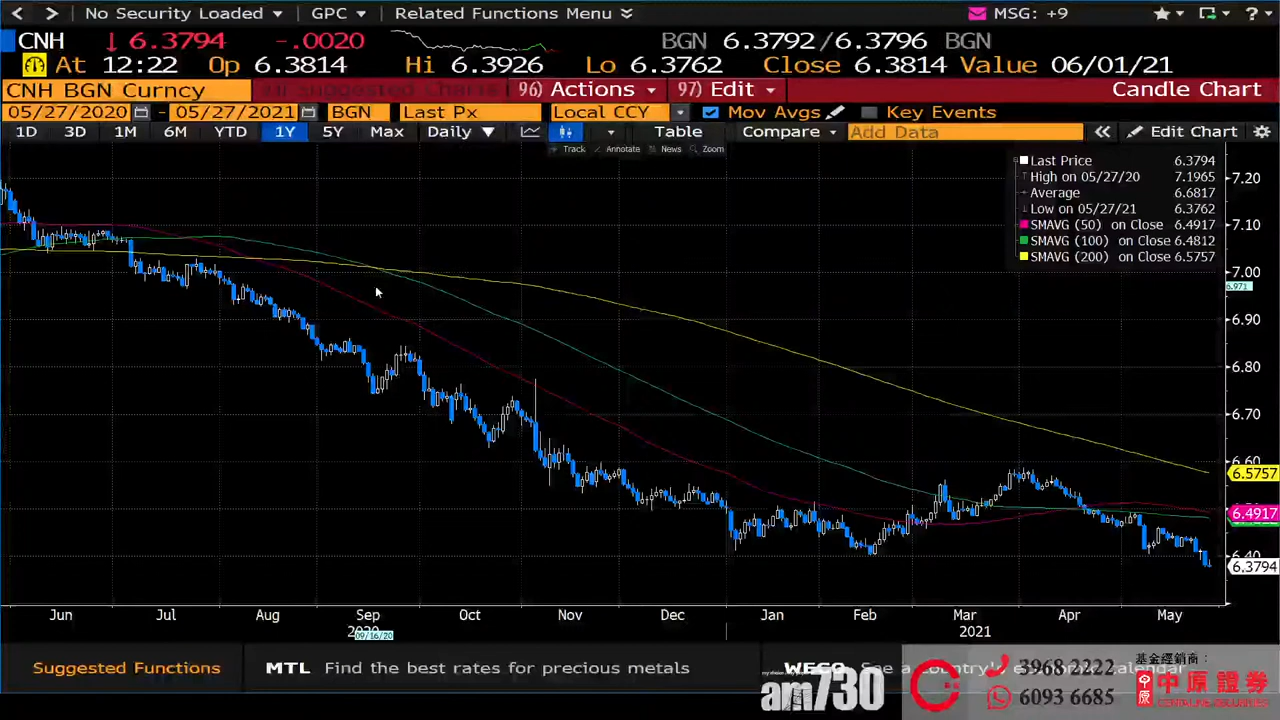 No Security Loaded GPC Related Functions Menu MSG: +9 ?
CNH 6.3794 -.0020 BGN 6.3792/6.3796 BGN
At 12:22 Op 6.3814 Hi 6.3926 Lo 6.3762 Close 6.3814 Value 06/01/21
CNH BGN Curncy 96) Actions 97) Edit Candle Chart
05/27/2020 - 05/27/2021 BGN Last Px Local CCY Mov Avgs Key Events
1D 3D 1M 6M YTD 1Y 5Y Max Daily Table Compare Add Data Edit Chart
Track Annotate News Zoom
Last Price 6.3794
High on 05/27/20 7.1965
Average 6.6817
Low on 05/27/21 6.3762
SMAVG (50) on Close 6.4917
SMAVG (100) on Close 6.4812
SMAVG (200) on Close 6.5757
7.20
7.10
7.00
6.971
6.90
6.80
6.70
6.60
6.5757
6.4917
6.40
6.3794
Jun Jul Aug Sep Oct Nov Dec Jan Feb Mar Apr May
09/16/20 2021
Suggested Functions MTL Find the best rates for precious metals
am730
3968 2222
6093 6685
基金經銷商：
中原證券
CENTALINE SECURITIES